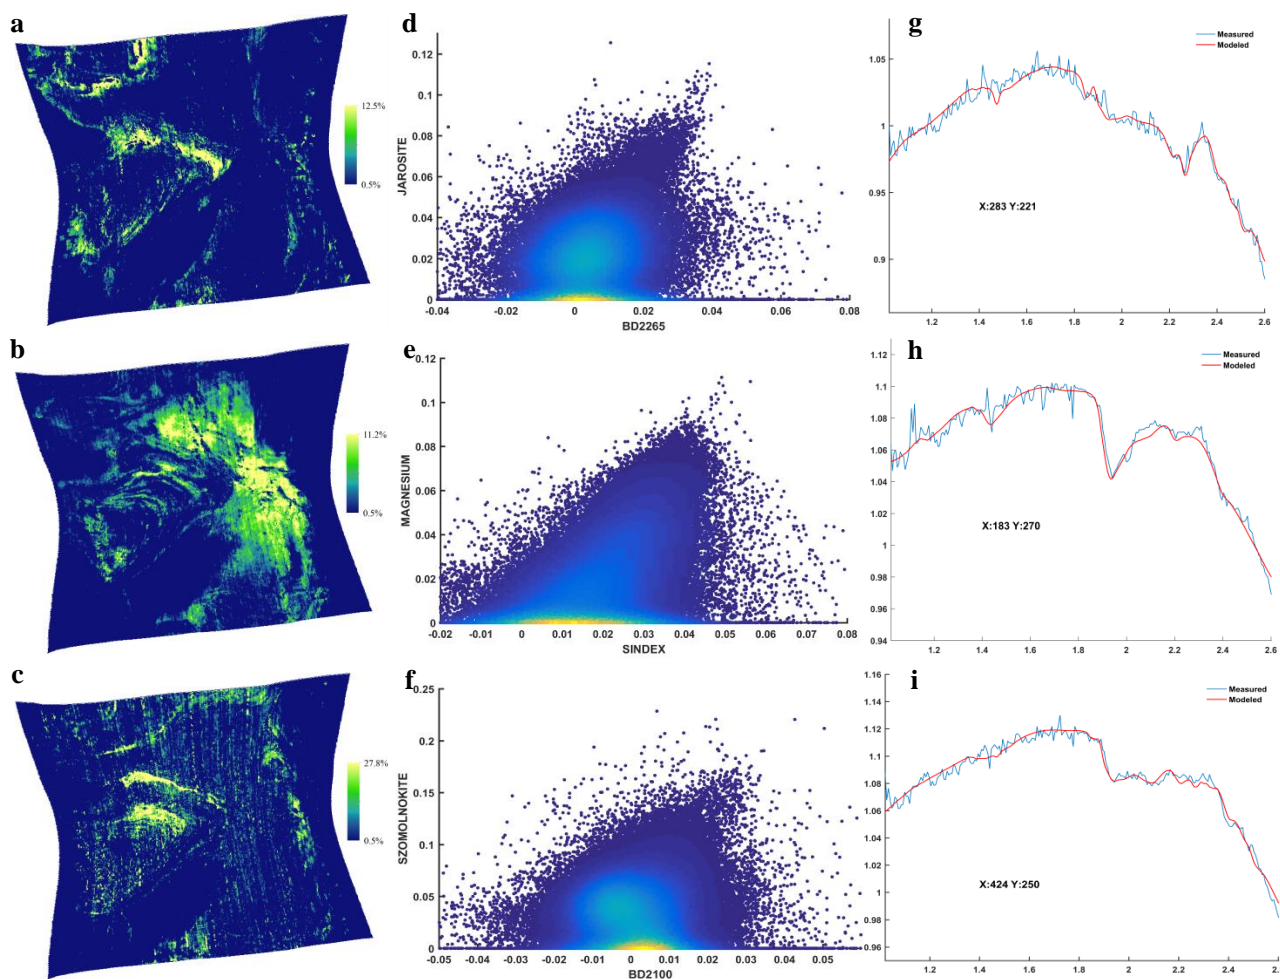 a
12.5%
0.5%
d
0.12
0.1
0.08
0.06
0.04
0.02
0
JAROSITE
-0.04 -0.02 0 0.02 0.04 0.06 0.08
BD2265
g
Measured
Modeled
1.05
1
0.95
0.9
X:283 Y:221
1.2 1.4 1.6 1.8 2 2.2 2.4 2.6
b
11.2%
0.5%
e
0.12
0.1
0.08
0.06
0.04
0.02
0
MAGNESIUM
-0.02 -0.01 0 0.01 0.02 0.03 0.04 0.05 0.06 0.07 0.08
SINDEX
h
Measured
Modeled
1.12
1.1
1.08
1.06
1.04
1.02
1
0.98
0.96
0.94
X:183 Y:270
1.2 1.4 1.6 1.8 2 2.2 2.4 2.6
c
27.8%
0.5%
f
0.25
0.2
0.15
0.1
0.05
0
SZOMOLNOKITE
-0.05 -0.04 -0.03 -0.02 -0.01 0 0.01 0.02 0.03 0.04 0.05
BD2100
i
Measured
Modeled
1.16
1.14
1.12
1.1
1.08
1.06
1.04
1.02
1
0.98
0.96
X:424 Y:250
1.2 1.4 1.6 1.8 2 2.2 2.4 2.6